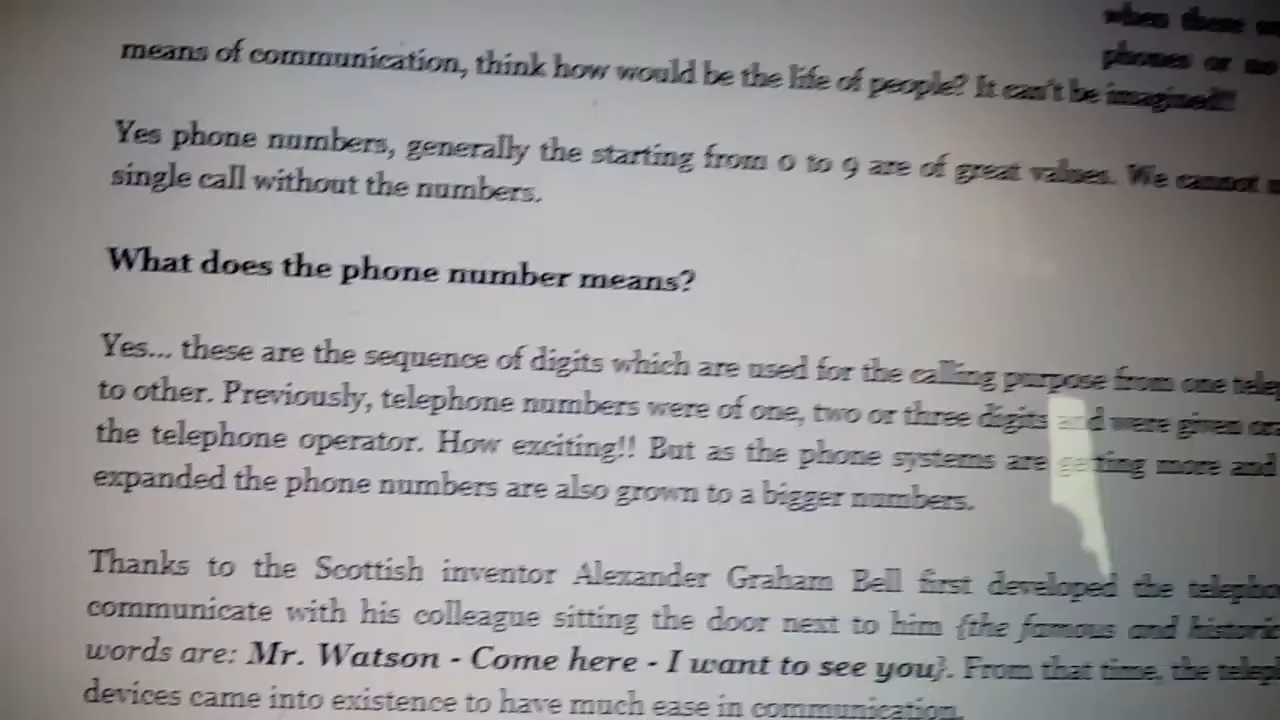 when there
phones or no
means of communication, think how would be the life of people? It can't be imagined!!
Yes phone numbers, generally the starting from 0 to 9 are of great values. We cannot
single call without the numbers.
What does the phone number means?
Yes... these are the sequence of digits which are used for the calling purpose from one
to other. Previously, telephone numbers were of one, two or three digits and were given
the telephone operator. How exciting!! But as the phone systems are getting more and
expanded the phone numbers are also grown to a bigger numbers.
Thanks to the Scottish inventor Alexander Graham Bell first developed the
communicate with his colleague sitting the door next to him {the famous and
words are: Mr. Watson - Come here - I want to see you}. From that time, the
devices came into existence to have much ease in communication.